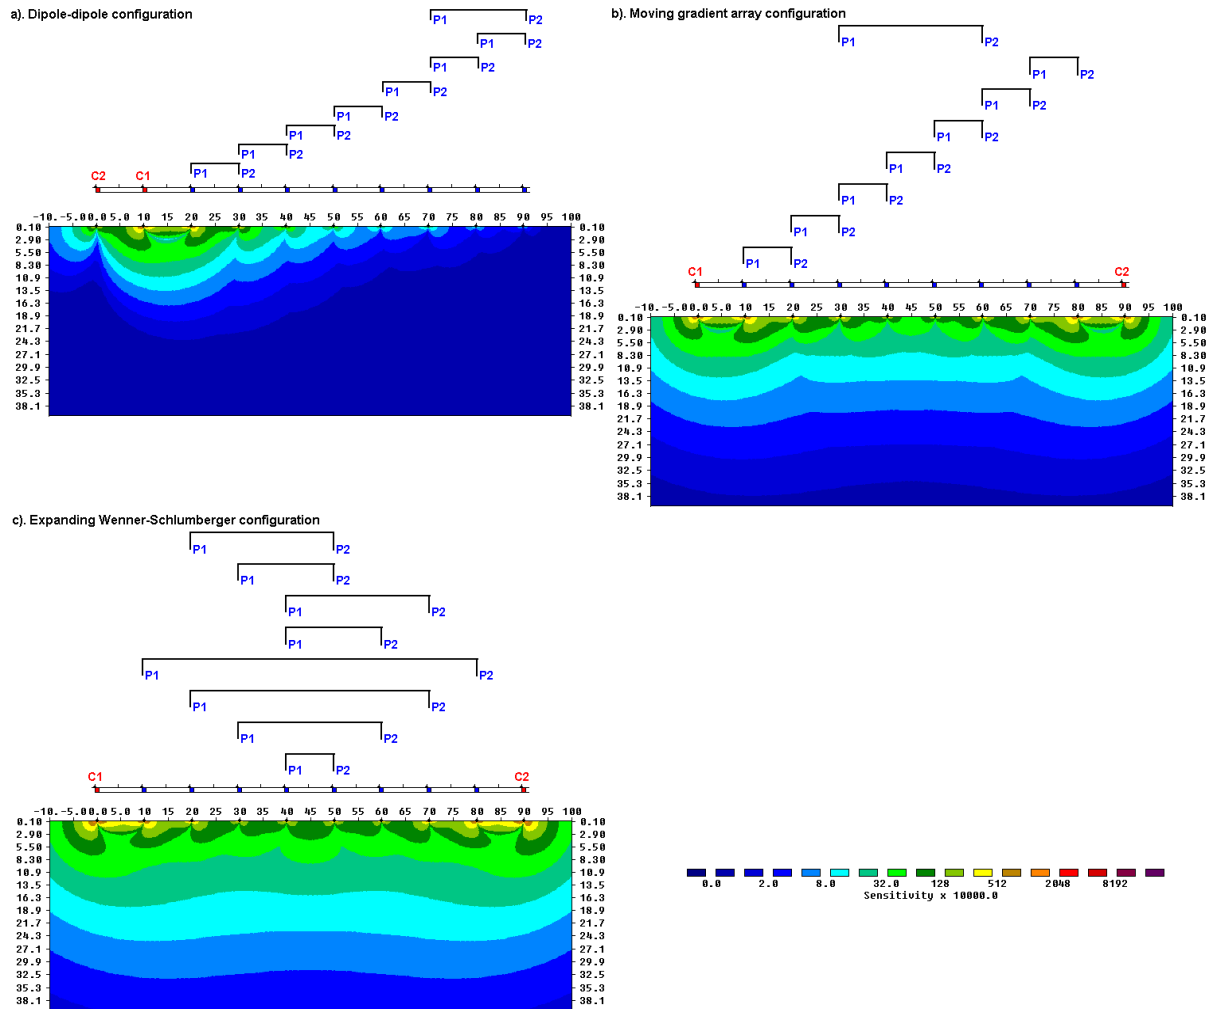 a). Dipole-dipole configuration
P1 P2
P1 P2
P1 P2
P1 P2
P1 P2
P1 P2
P1 P2
P1 P2
C2 C1
-10.-5.00.0 5.0 15 20 25 30 35 40 45 50 55 60 65 70 75 80 85 90 100
0.10 0.10
2.90 2.90
5.50 5.50
8.30 8.30
10.9 10.9
13.5 13.5
16.3 16.3
18.9 18.9
21.7 21.7
24.3 24.3
27.1 27.1
29.9 29.9
32.5 32.5
35.3 35.3
38.1 38.1
b). Moving gradient array configuration
P1 P2
P1 P2
P1 P2
P1 P2
P1 P2
P1 P2
P1 P2
P1 P2
C1 C2
-10.-5.00.0 5.0 10 20 25 30 35 40 45 50 55 60 65 70 75 80 85 90 100
0.10 0.10
2.90 2.90
5.50 5.50
8.30 8.30
10.9 10.9
13.5 13.5
16.3 16.3
18.9 18.9
21.7 21.7
24.3 24.3
27.1 27.1
29.9 29.9
32.5 32.5
35.3 35.3
38.1 38.1
c). Expanding Wenner-Schlumberger configuration
P1 P2
P1 P2
P1 P2
P1 P2
P1 P2
P1 P2
P1 P2
P1 P2
C1 C2
-10.-5.00.0 5.0 10 20 25 30 35 40 45 50 55 60 65 70 75 80 85 90 100
0.10 0.10
2.90 2.90
5.50 5.50
8.30 8.30
10.9 10.9
13.5 13.5
16.3 16.3
18.9 18.9
21.7 21.7
24.3 24.3
27.1 27.1
29.9 29.9
32.5 32.5
35.3 35.3
38.1 38.1
0.0 2.0 8.0 32.0 128 512 2048 8192
Sensitivity x 10000.0